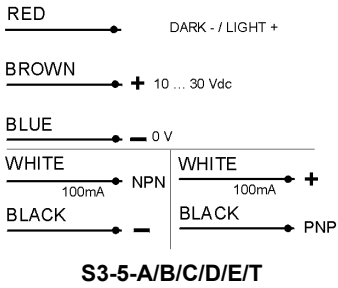 RED
DARK - / LIGHT +
BROWN
+ 10 ... 30 Vdc
BLUE
- 0 V
WHITE
100mA
NPN
BLACK
-
WHITE
100mA
+
BLACK
PNP
S3-5-A/B/C/D/E/T